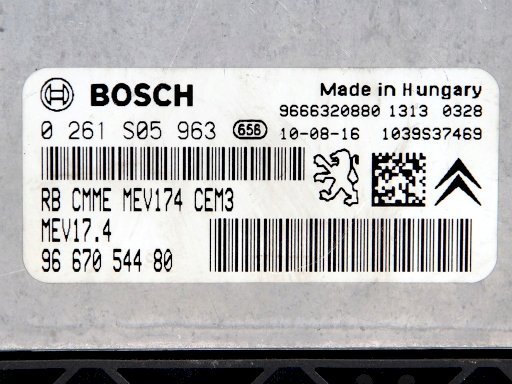 BOSCH Made in Hungary
9666320880 1313 0328
0 261 S05 963 656 10-08-16 1039S37469
RB CMME MEV174 CEM3
MEV17.4
96 670 544 80